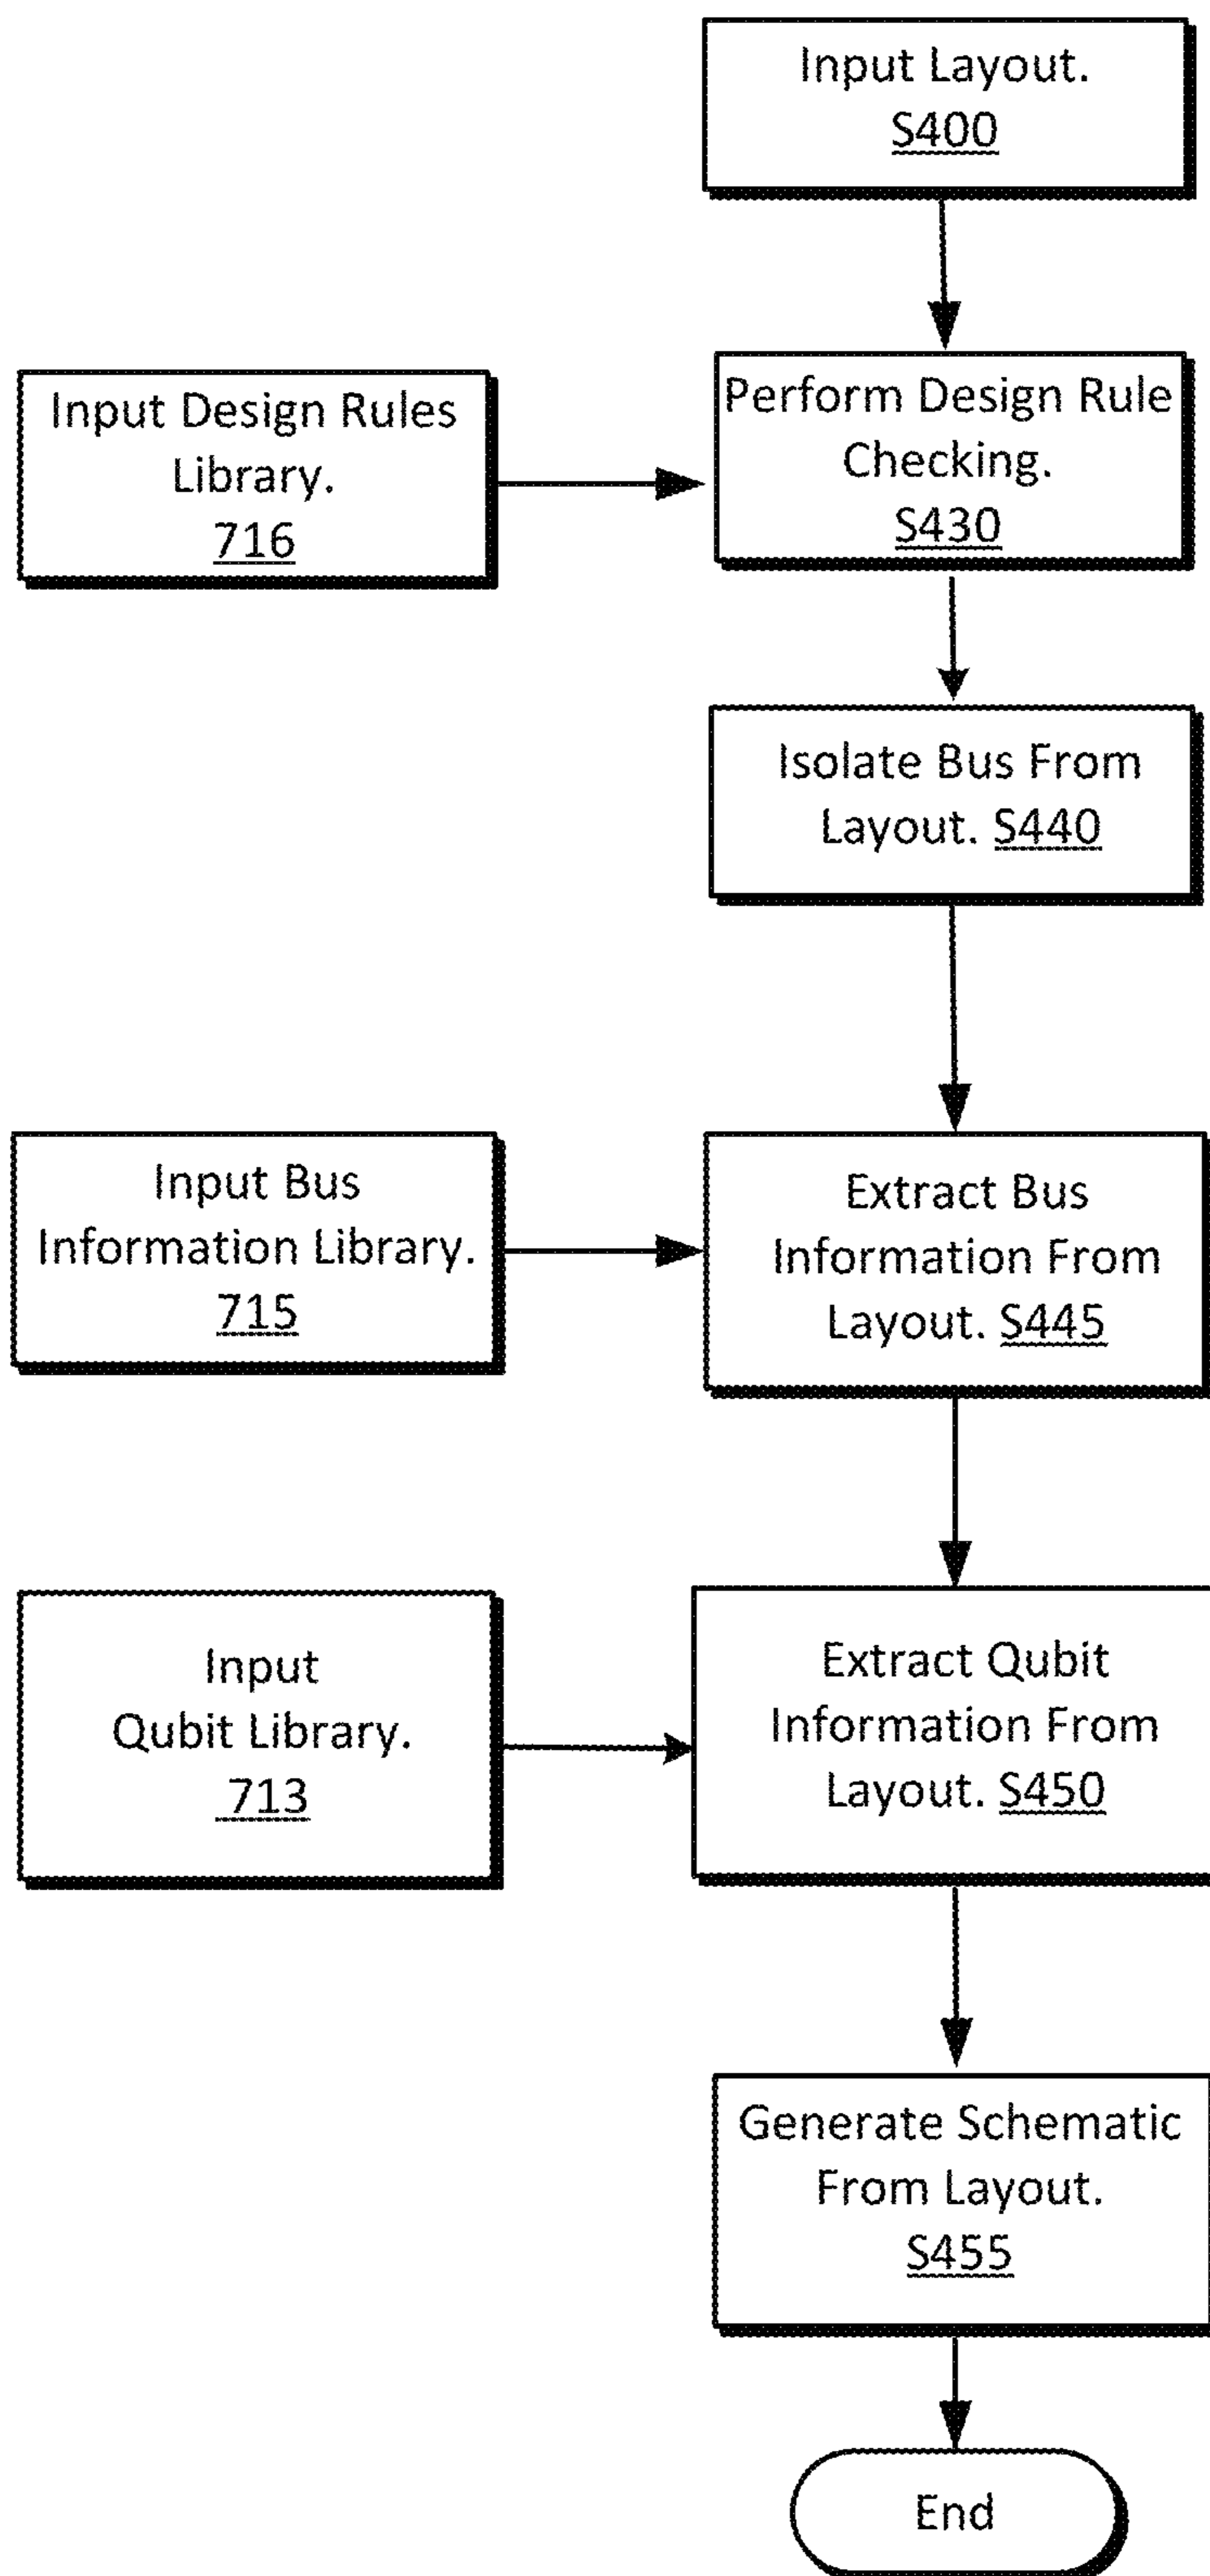 Input Layout.
S400
Input Design Rules
Library.
716
Perform Design Rule
Checking.
S430
Isolate Bus From
Layout. S440
Input Bus
Information Library.
715
Extract Bus
Information From
Layout. S445
Input
Qubit Library.
713
Extract Qubit
Information From
Layout. S450
Generate Schematic
From Layout.
S455
End